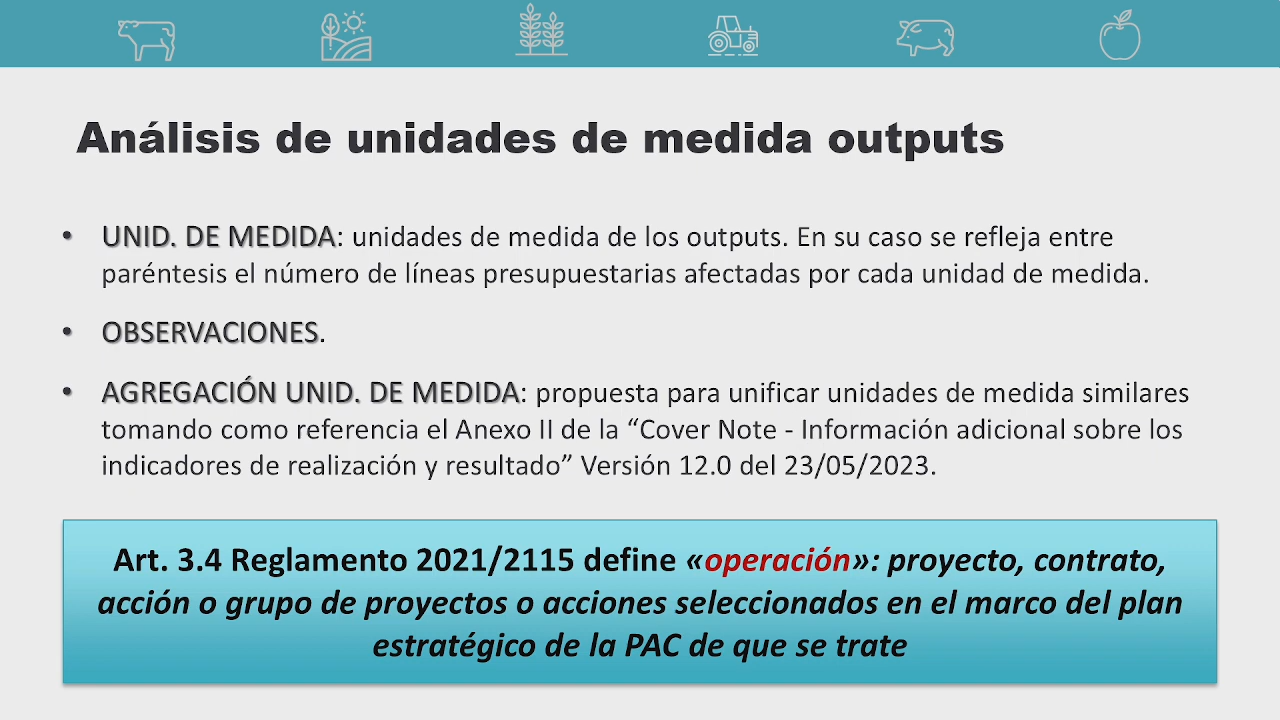 Análisis de unidades de medida outputs
• UNID. DE MEDIDA: unidades de medida de los outputs. En su caso se refleja entre
paréntesis el número de líneas presupuestarias afectadas por cada unidad de medida.
• OBSERVACIONES.
• AGREGACIÓN UNID. DE MEDIDA: propuesta para unificar unidades de medida similares
tomando como referencia el Anexo II de la “Cover Note - Información adicional sobre los
indicadores de realización y resultado” Versión 12.0 del 23/05/2023.
Art. 3.4 Reglamento 2021/2115 define «operación»: proyecto, contrato,
acción o grupo de proyectos o acciones seleccionados en el marco del plan
estratégico de la PAC de que se trate